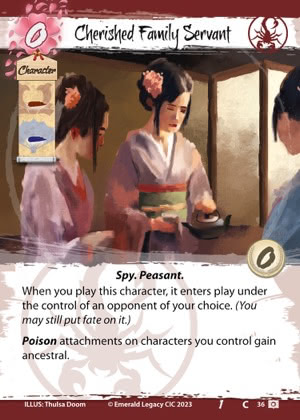 Cherished Family Servant
Character
Spy. Peasant.
When you play this character, it enters play under
the control of an opponent of your choice. (You
may still put fate on it.)
Poison attachments on characters you control gain
ancestral.
ILLUS: Thulsa Doom © Emerald Legacy CIC 2023 1 C 36